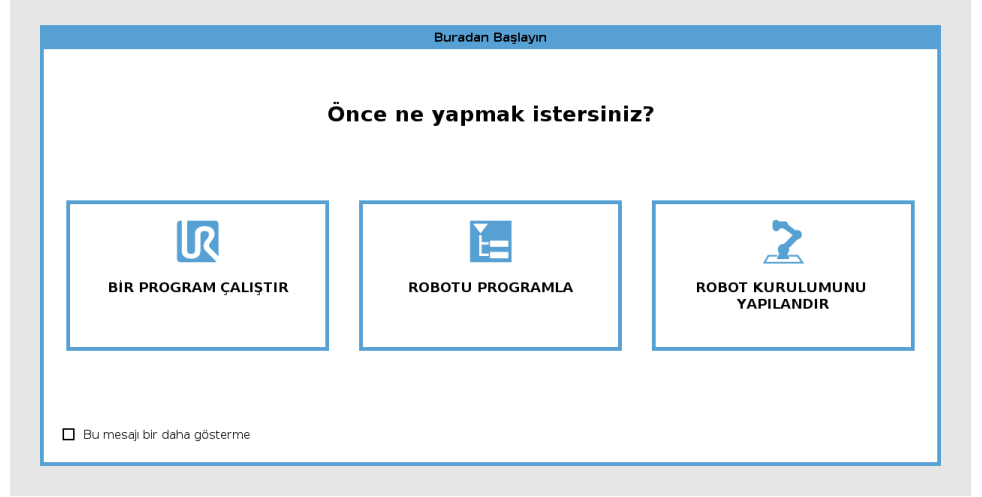 Buradan Başlayın
Önce ne yapmak istersiniz?
BİR PROGRAM ÇALIŞTIR
ROBOTU PROGRAMLA
ROBOT KURULUMUNU
YAPILANDIR
Bu mesajı bir daha gösterme